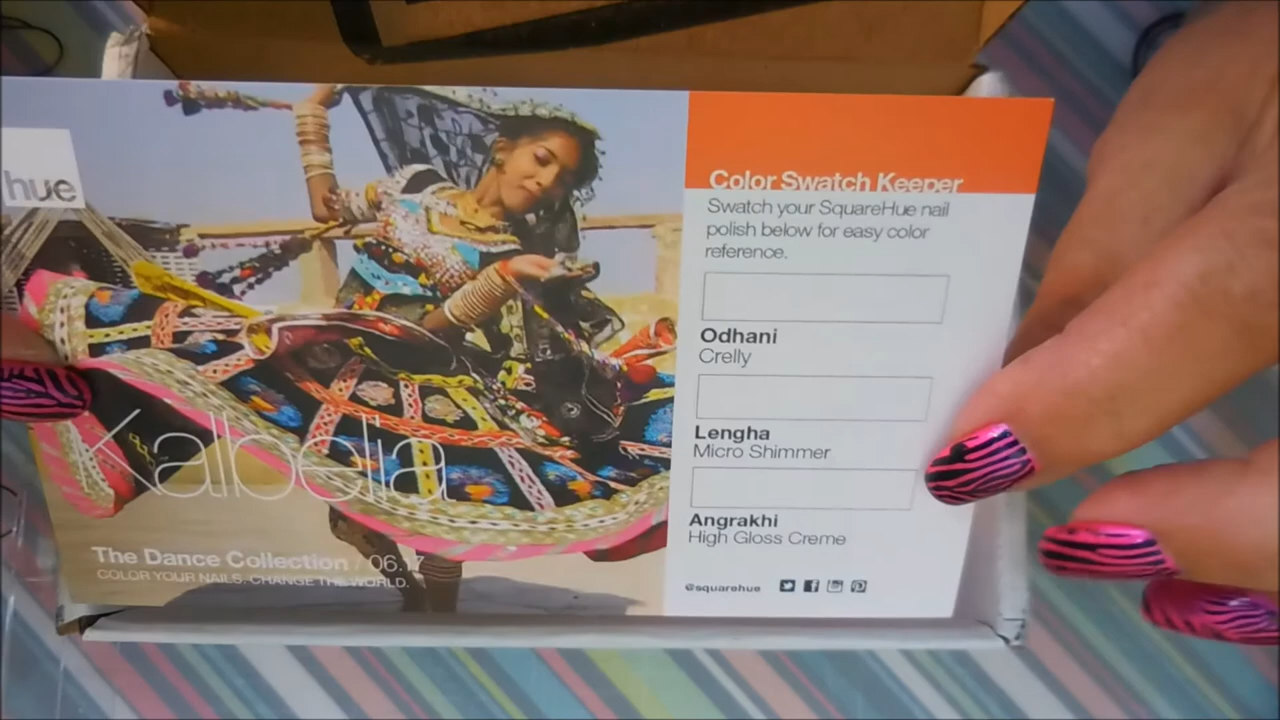 hue
Kalbelia
The Dance Collection / 06.17
COLOR YOUR NAILS. CHANGE THE WORLD.
Color Swatch Keeper
Swatch your SquareHue nail
polish below for easy color
reference.
Odhani
Crelly
Lengha
Micro Shimmer
Angrakhi
High Gloss Creme
@squarehue